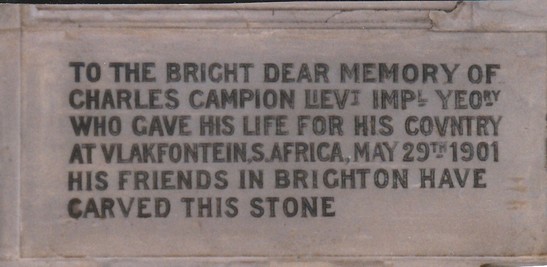 TO THE BRIGHT DEAR MEMORY OF
CHARLES CAMPION LIEVT IMPL YEORY
WHO GAVE HIS LIFE FOR HIS COVNTRY
AT VLAKFONTEIN, S. AFRICA, MAY 29TH 1901
HIS FRIENDS IN BRIGHTON HAVE
CARVED THIS STONE